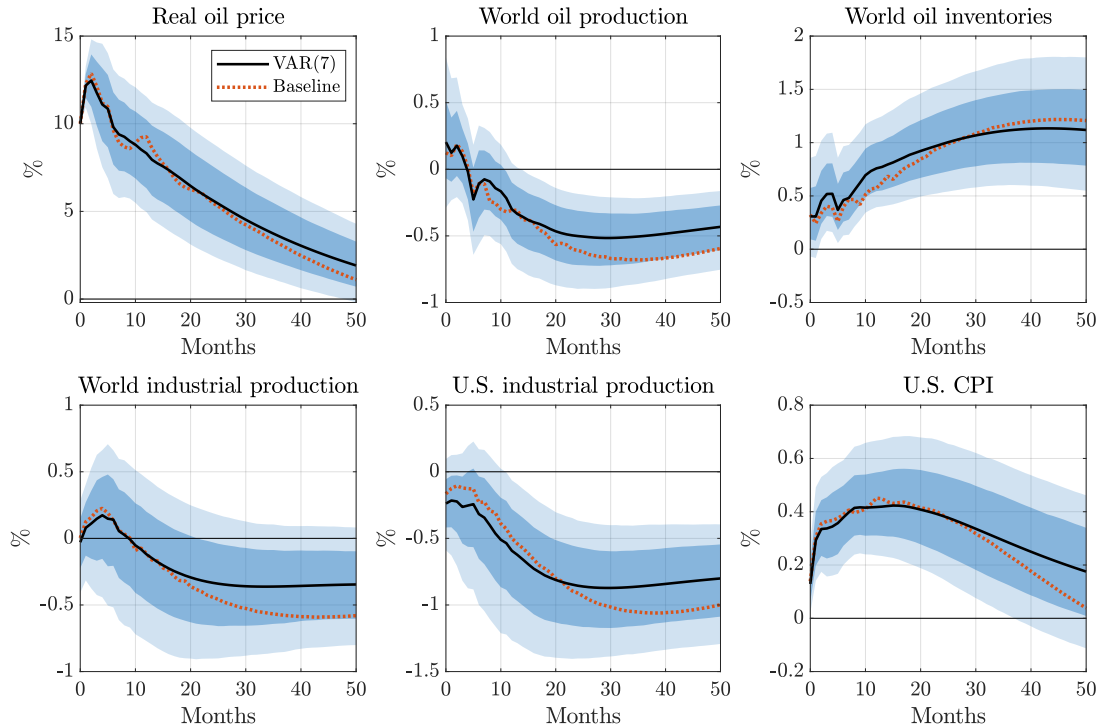 Real oil price
World oil production
World oil inventories
15
10
5
0
%
VAR(7)
Baseline
0 10 20 30 40 50
Months
1
0.5
0
-0.5
-1
%
0 10 20 30 40 50
Months
2
1.5
1
0.5
0
-0.5
%
0 10 20 30 40 50
Months
World industrial production
U.S. industrial production
U.S. CPI
1
0.5
0
-0.5
-1
%
0 10 20 30 40 50
Months
0.5
0
-0.5
-1
-1.5
%
0 10 20 30 40 50
Months
0.8
0.6
0.4
0.2
0
-0.2
%
0 10 20 30 40 50
Months